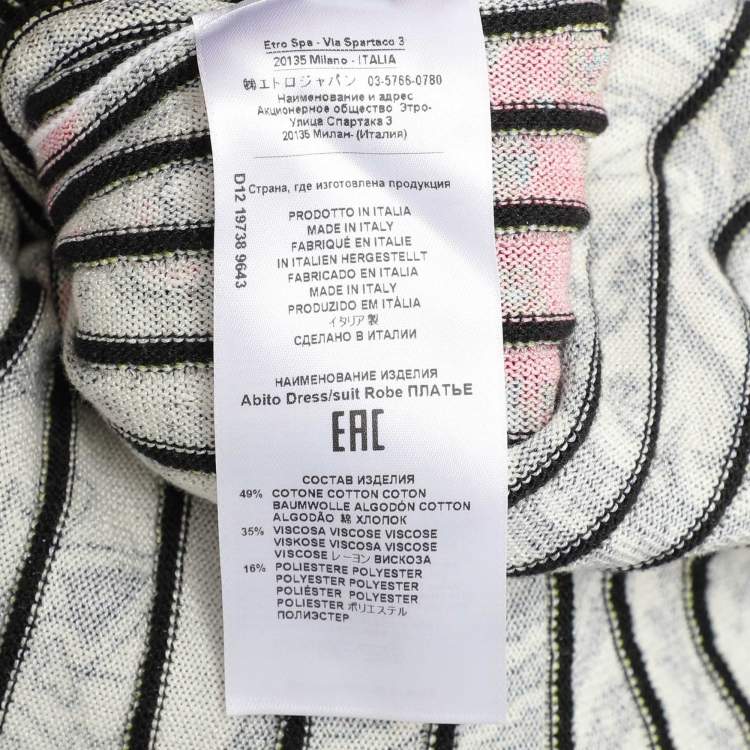 Etro Spa - Via Spartaco 3
20135 Milano - ITALIA
㈱エトロジャパン 03-5766-0780
Наименование и адрес
Акционерное общество Этро-
Улица Спартака 3
20135 Милан- (Италия)
D12 19738 9643
Страна, где изготовлена продукция
PRODOTTO IN ITALIA
MADE IN ITALY
FABRIQUÉ EN ITALIE
IN ITALIEN HERGESTELLT
FABRICADO EN ITALIA
MADE IN ITALY
PRODUZIDO EM ITÀLIA
イタリア製
СДЕЛАНО В ИТАЛИИ
НАИМЕНОВАНИЕ ИЗДЕЛИЯ
Abito Dress/suit Robe ПЛАТЬЕ
EAC
СОСТАВ ИЗДЕЛИЯ
49% COTONE COTTON COTON
BAUMWOLLE ALGODÓN COTTON
ALGODÃO 綿 ХЛОПОК
35% VISCOSA VISCOSE VISCOSE
VISKOSE VISCOSA VISCOSE
VISCOSE レーヨン ВИСКОЗА
16% POLIESTERE POLYESTER
POLYESTER POLYESTER
POLIÉSTER POLYESTER
POLIESTER ポリエステル
ПОЛИЭСТЕР